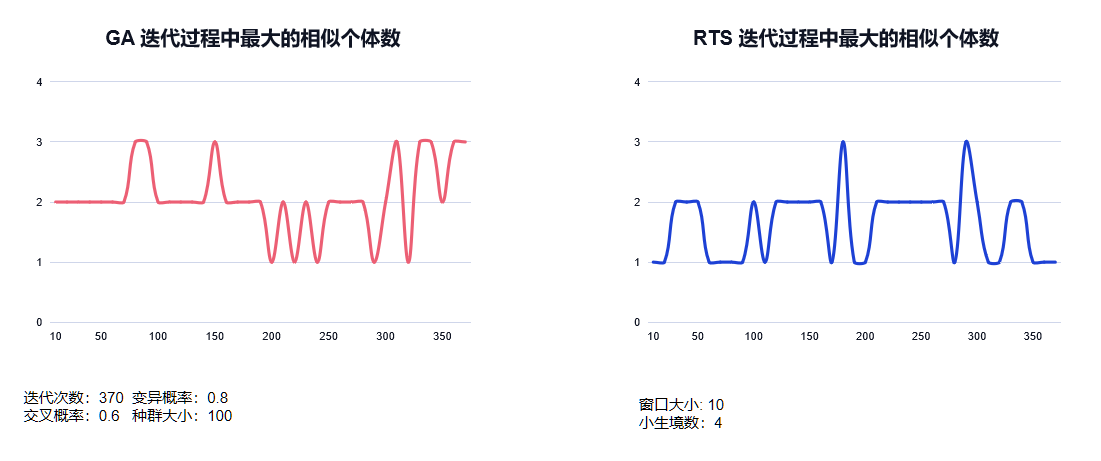 GA 迭代过程中最大的相似个体数
4
3
2
1
0
10 50 100 150 200 250 300 350
迭代次数：370 变异概率：0.8
交叉概率：0.6 种群大小：100
RTS 迭代过程中最大的相似个体数
4
3
2
1
0
10 50 100 150 200 250 300 350
窗口大小: 10
小生境数：4